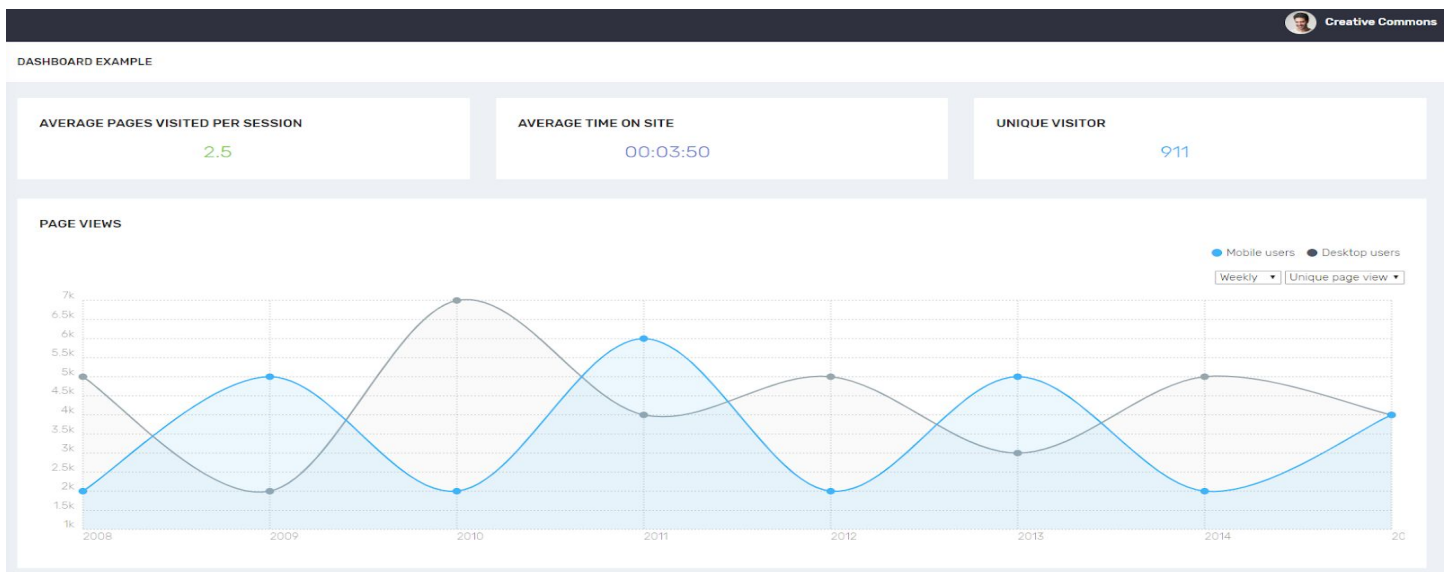 Creative Commons
DASHBOARD EXAMPLE
AVERAGE PAGES VISITED PER SESSION
2.5
AVERAGE TIME ON SITE
00:03:50
UNIQUE VISITOR
911
PAGE VIEWS
Mobile users Desktop users
Weekly Unique page view
7k
6.5k
6k
5.5k
5k
4.5k
4k
3.5k
3k
2.5k
2k
1.5k
1k
2008 2009 2010 2011 2012 2013 2014